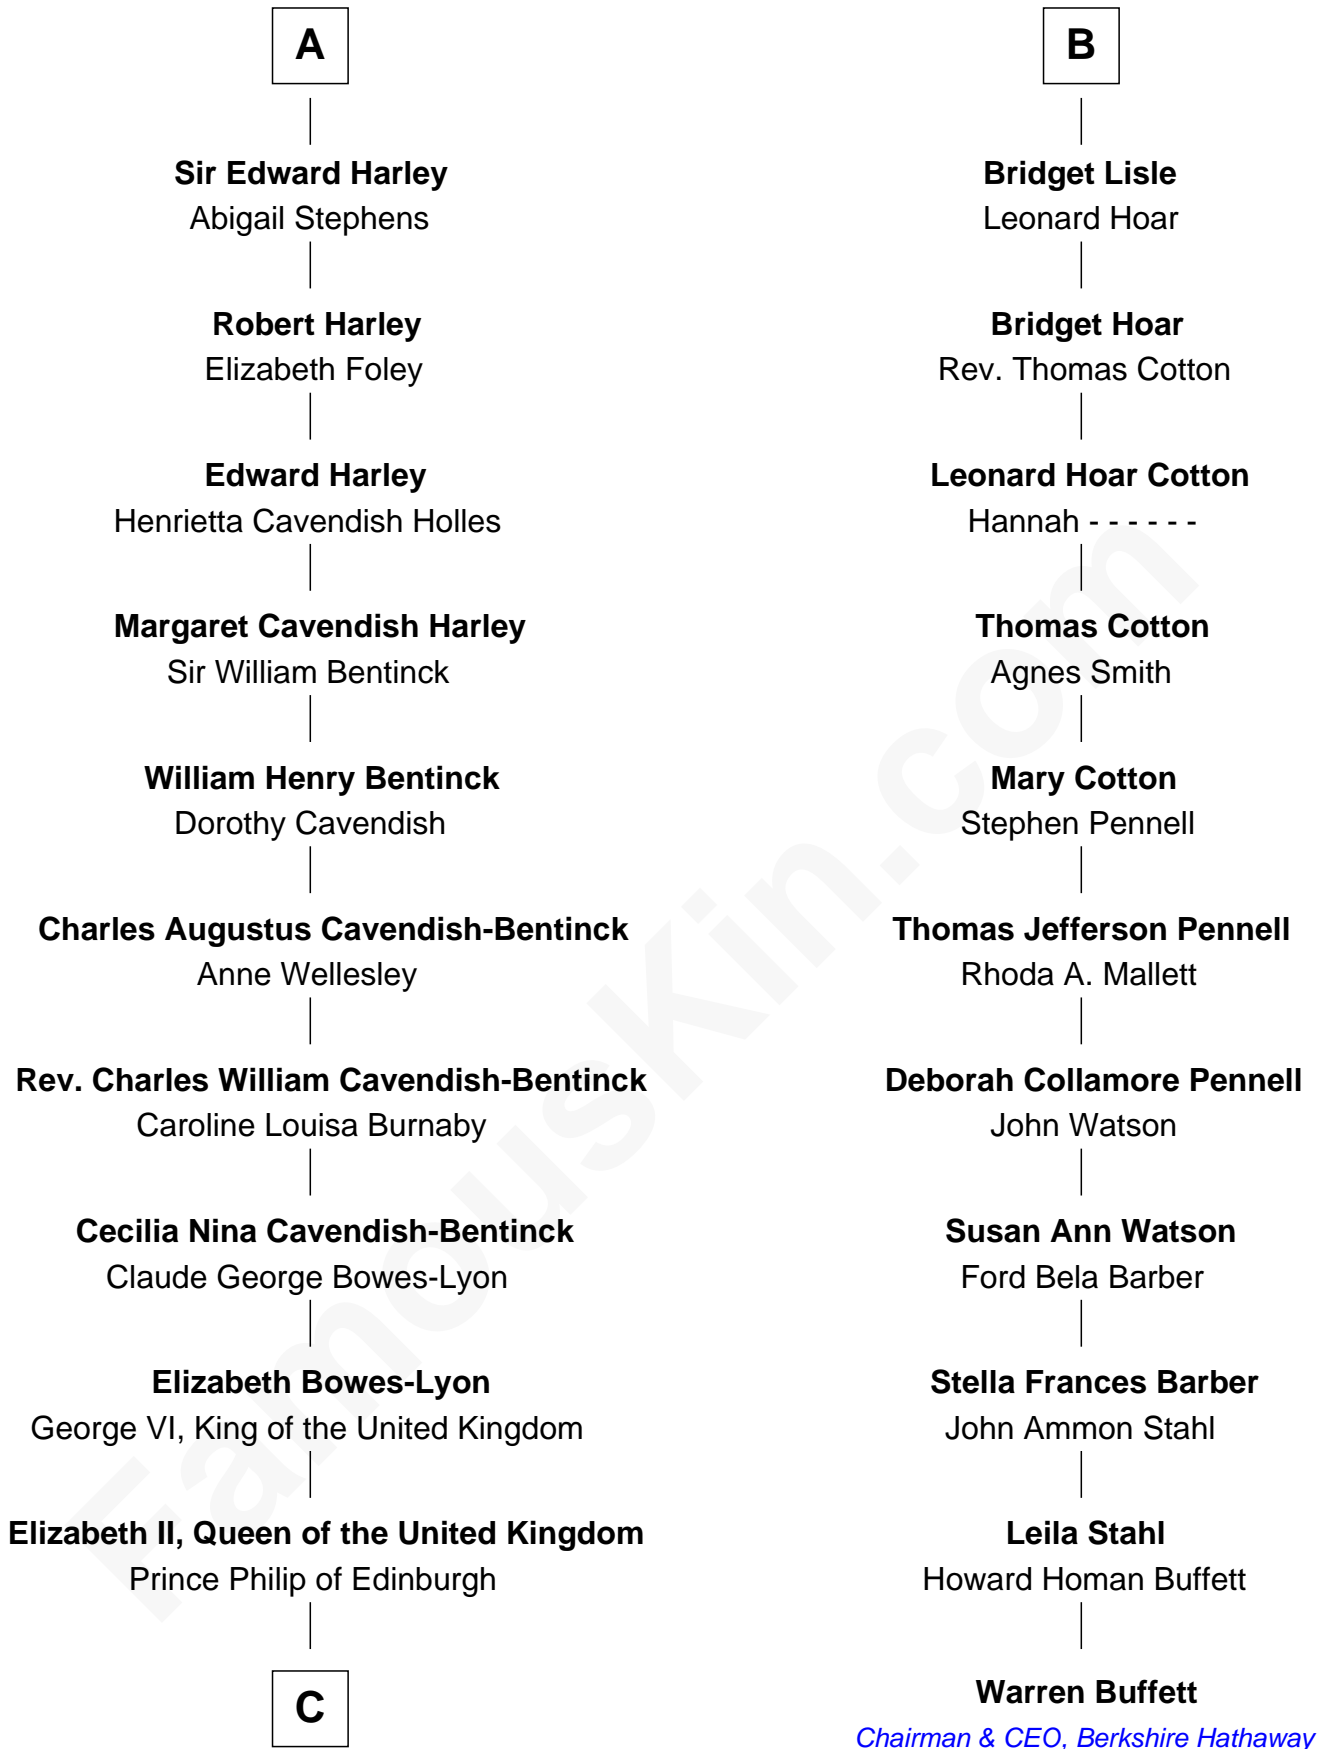 A
Sir Edward Harley
Abigail Stephens
Robert Harley
Elizabeth Foley
Edward Harley
Henrietta Cavendish Holles
Margaret Cavendish Harley
Sir William Bentinck
William Henry Bentinck
Dorothy Cavendish
Charles Augustus Cavendish-Bentinck
Anne Wellesley
Rev. Charles William Cavendish-Bentinck
Caroline Louisa Burnaby
Cecilia Nina Cavendish-Bentinck
Claude George Bowes-Lyon
Elizabeth Bowes-Lyon
George VI, King of the United Kingdom
Elizabeth II, Queen of the United Kingdom
Prince Philip of Edinburgh
C
B
Bridget Lisle
Leonard Hoar
Bridget Hoar
Rev. Thomas Cotton
Leonard Hoar Cotton
Hannah - - - - - -
Thomas Cotton
Agnes Smith
Mary Cotton
Stephen Pennell
Thomas Jefferson Pennell
Rhoda A. Mallett
Deborah Collamore Pennell
John Watson
Susan Ann Watson
Ford Bela Barber
Stella Frances Barber
John Ammon Stahl
Leila Stahl
Howard Homan Buffett
Warren Buffett
Chairman & CEO, Berkshire Hathaway
FamousKin.com